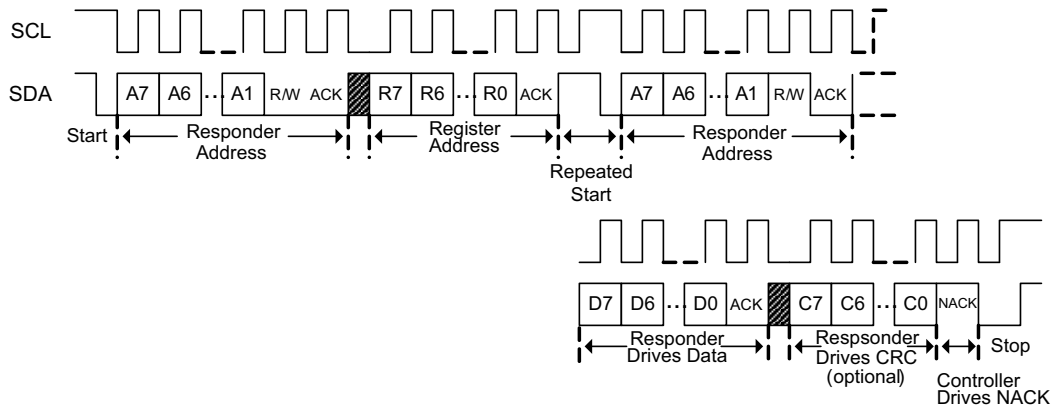 SCL
SDA
A7 A6 ... A1 R/W ACK R7 R6 ... R0 ACK A7 A6 ... A1 R/W ACK
Start
Responder
Address
Register
Address
Repeated
Start
Responder
Address
D7 D6 ... D0 ACK C7 C6 ... C0 NACK
Responder
Drives Data
Respsonder
Drives CRC
(optional)
Stop
Controller
Drives NACK